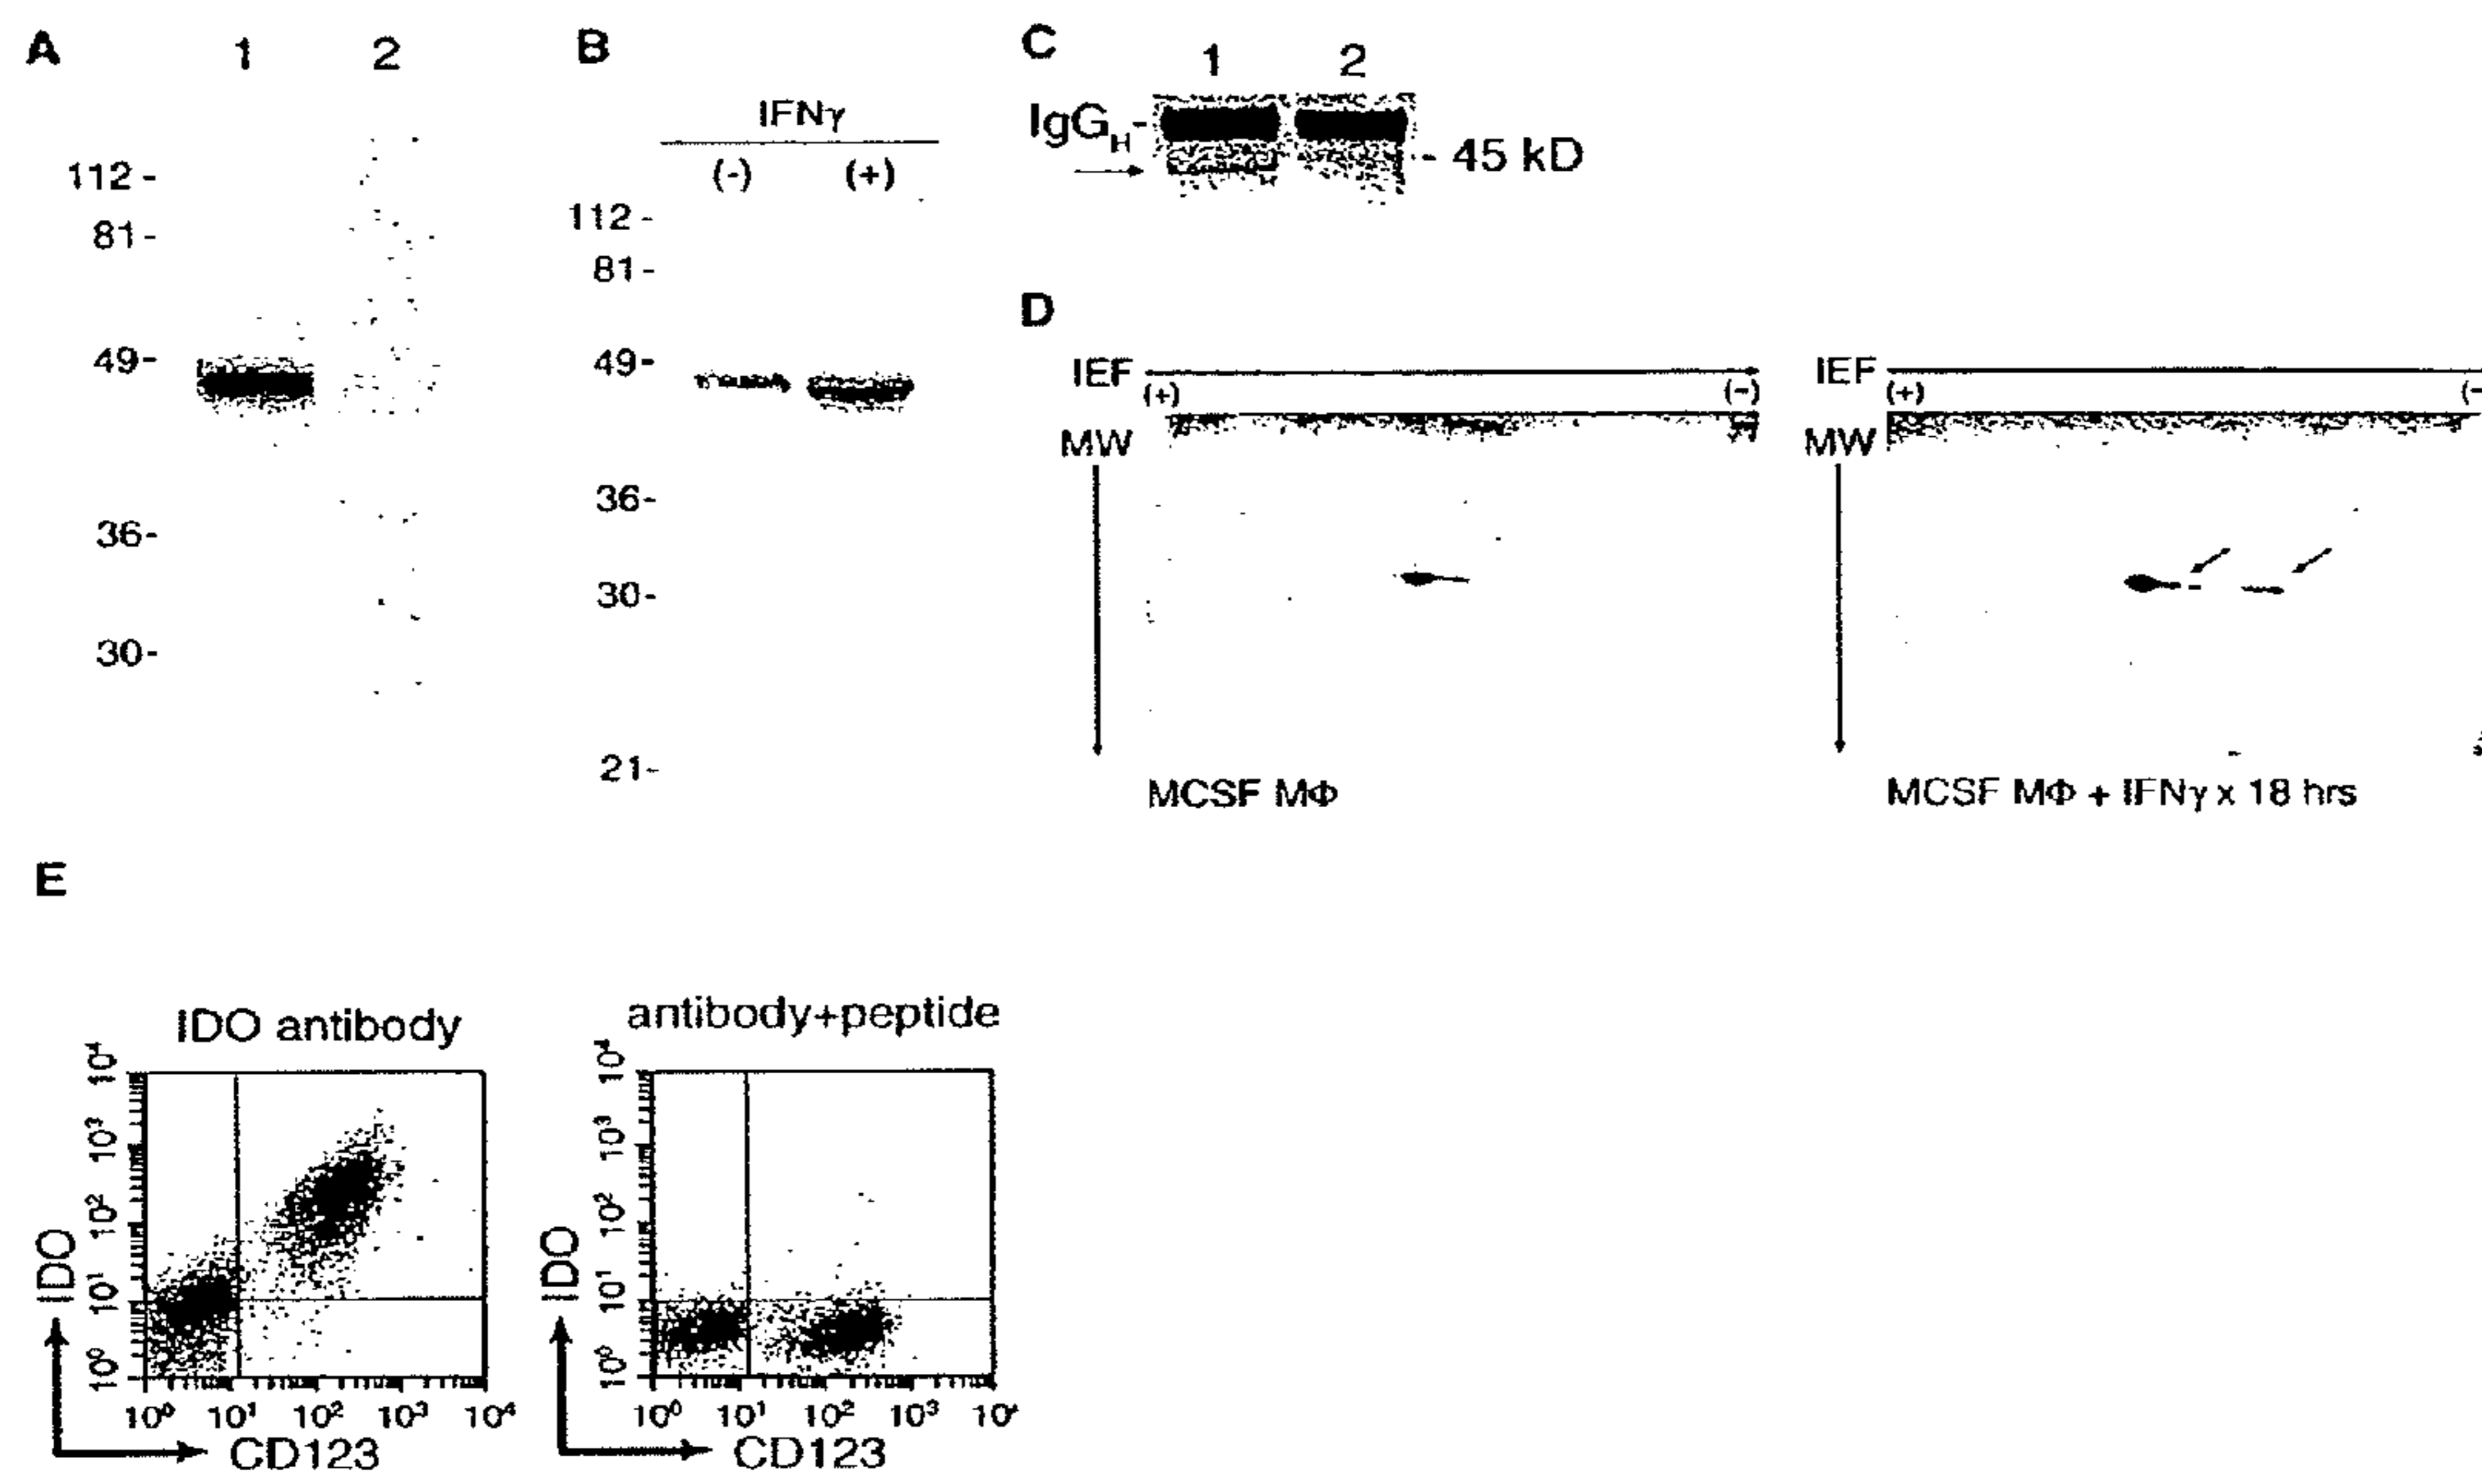 A
1 2
112 -
81 -
49-
36-
30-
B
IFNγ
(-) (+)
112 -
81 -
49-
36-
30-
21-
C
1 2
IgGH-
- 45 kD
D
IEF
(+) (-)
MW
MCSF MΦ
IEF
(+) (-
MW
MCSF MΦ + IFNγ x 18 hrs
E
IDO antibody
10⁴
10³
10²
10¹
10⁰
IDO
10⁰ 10¹ 10² 10³ 10⁴
CD123
antibody+peptide
10⁴
10³
10²
10¹
10⁰
IDO
10⁰ 10¹ 10² 10³ 10⁴
CD123